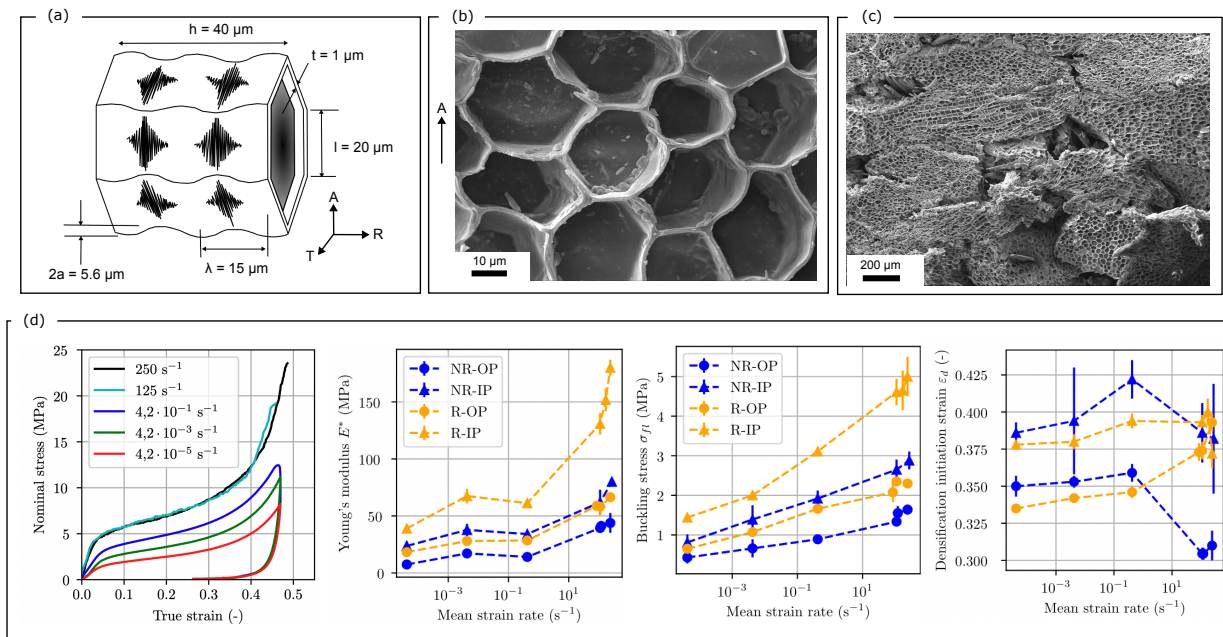 (a)
h = 40 µm
t = 1 µm
l = 20 µm
A
R
T
λ = 15 µm
2a = 5.6 µm
(b)
A
10 µm
(c)
200 µm
(d)
Nominal stress (MPa)
25
20
15
10
5
0
250 s⁻¹
125 s⁻¹
4,2 · 10⁻¹ s⁻¹
4,2 · 10⁻³ s⁻¹
4,2 · 10⁻⁵ s⁻¹
0.0 0.1 0.2 0.3 0.4 0.5
True strain (-)
Young's modulus E* (MPa)
150
100
50
0
NR-OP
NR-IP
R-OP
R-IP
10⁻³ 10⁻¹ 10¹
Mean strain rate (s⁻¹)
Buckling stress σfl (MPa)
5
4
3
2
1
NR-OP
NR-IP
R-OP
R-IP
10⁻³ 10⁻¹ 10¹
Mean strain rate (s⁻¹)
Densification initiation strain εd (-)
0.425
0.400
0.375
0.350
0.325
0.300
10⁻³ 10⁻¹ 10¹
Mean strain rate (s⁻¹)